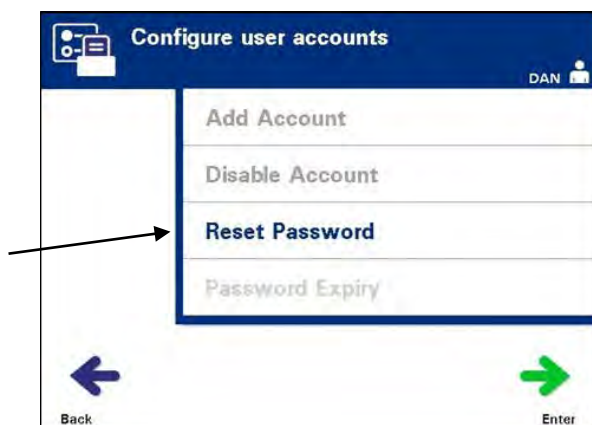 Configure user accounts
DAN
Add Account
Disable Account
Reset Password
Password Expiry
Back
Enter